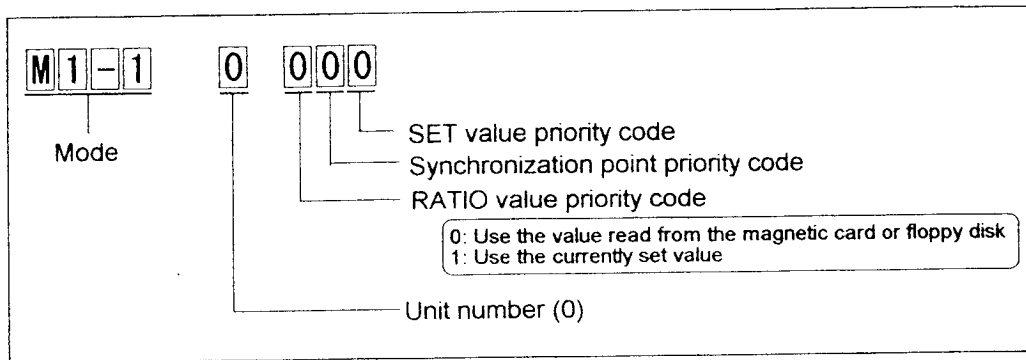 M1-1 0 000
SET value priority code
Mode
Synchronization point priority code
RATIO value priority code
0: Use the value read from the magnetic card or floppy disk
1: Use the currently set value
Unit number (0)